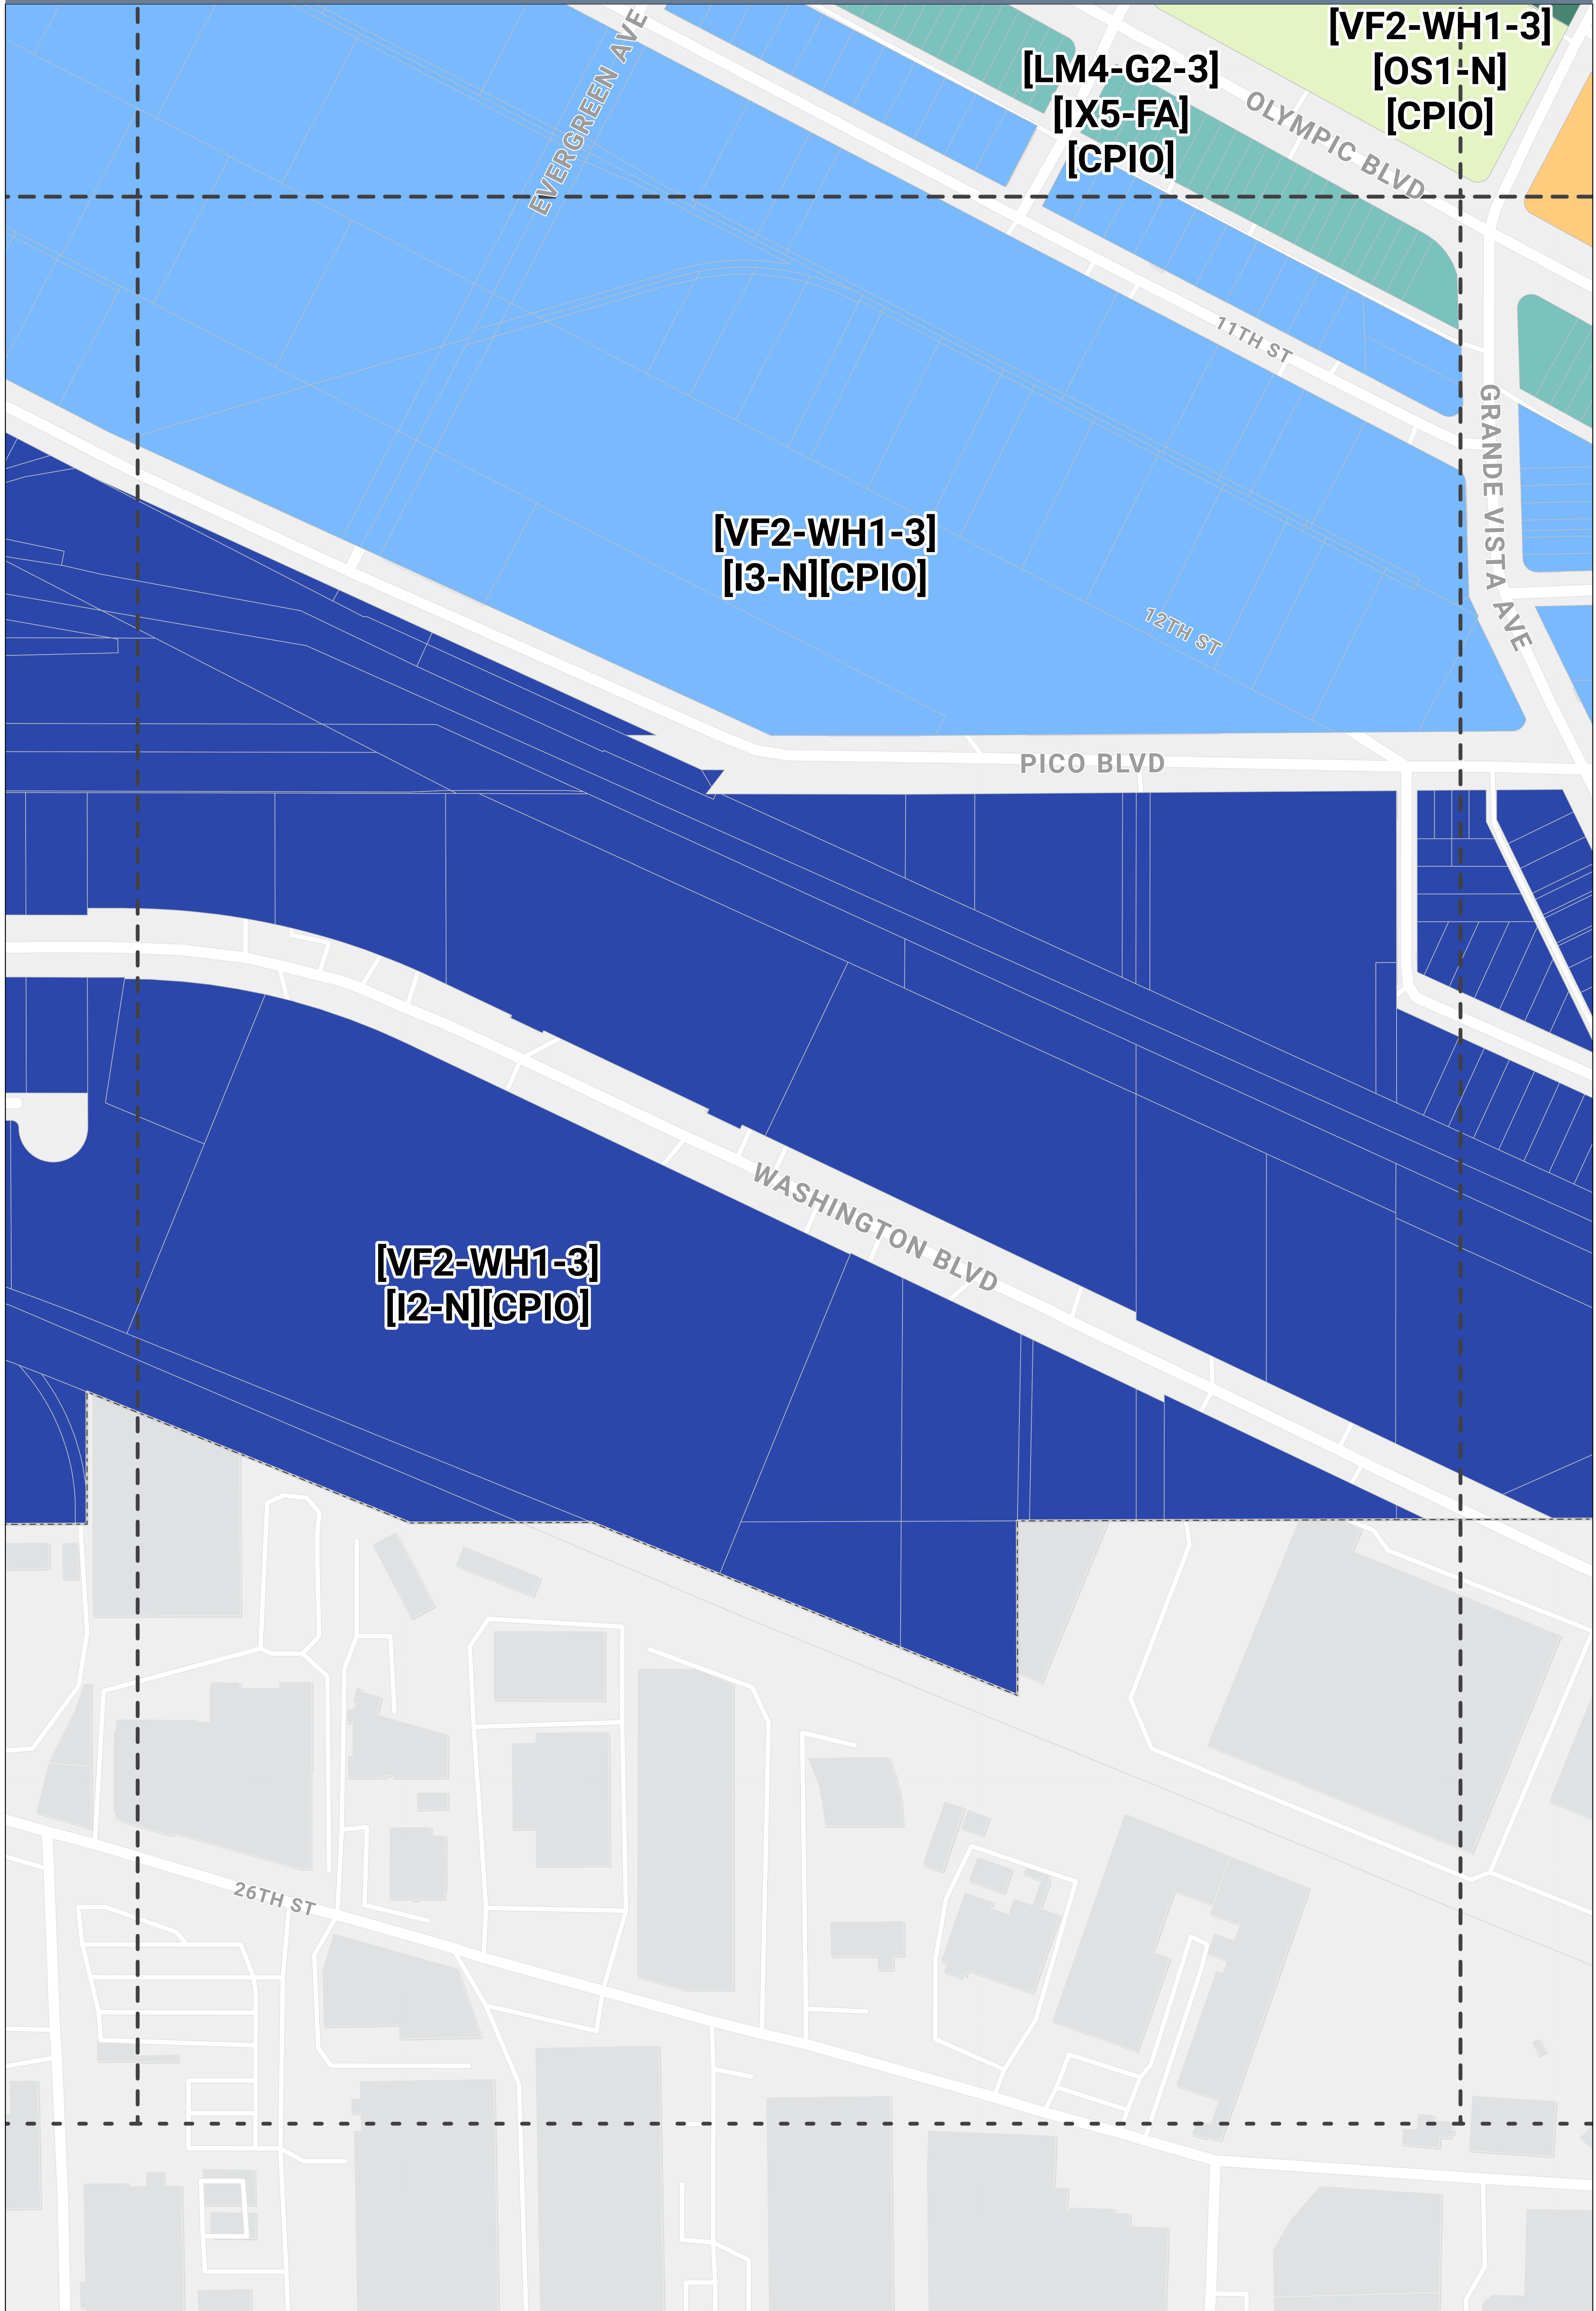 [VF2-WH1-3]
[OS1-N]
[CPIO]
[LM4-G2-3]
[IX5-FA]
[CPIO]
EVERGREEN AVE
OLYMPIC BLVD
11TH ST
GRANDE VISTA AVE
[VF2-WH1-3]
[I3-N][CPIO]
12TH ST
PICO BLVD
WASHINGTON BLVD
[VF2-WH1-3]
[I2-N][CPIO]
26TH ST